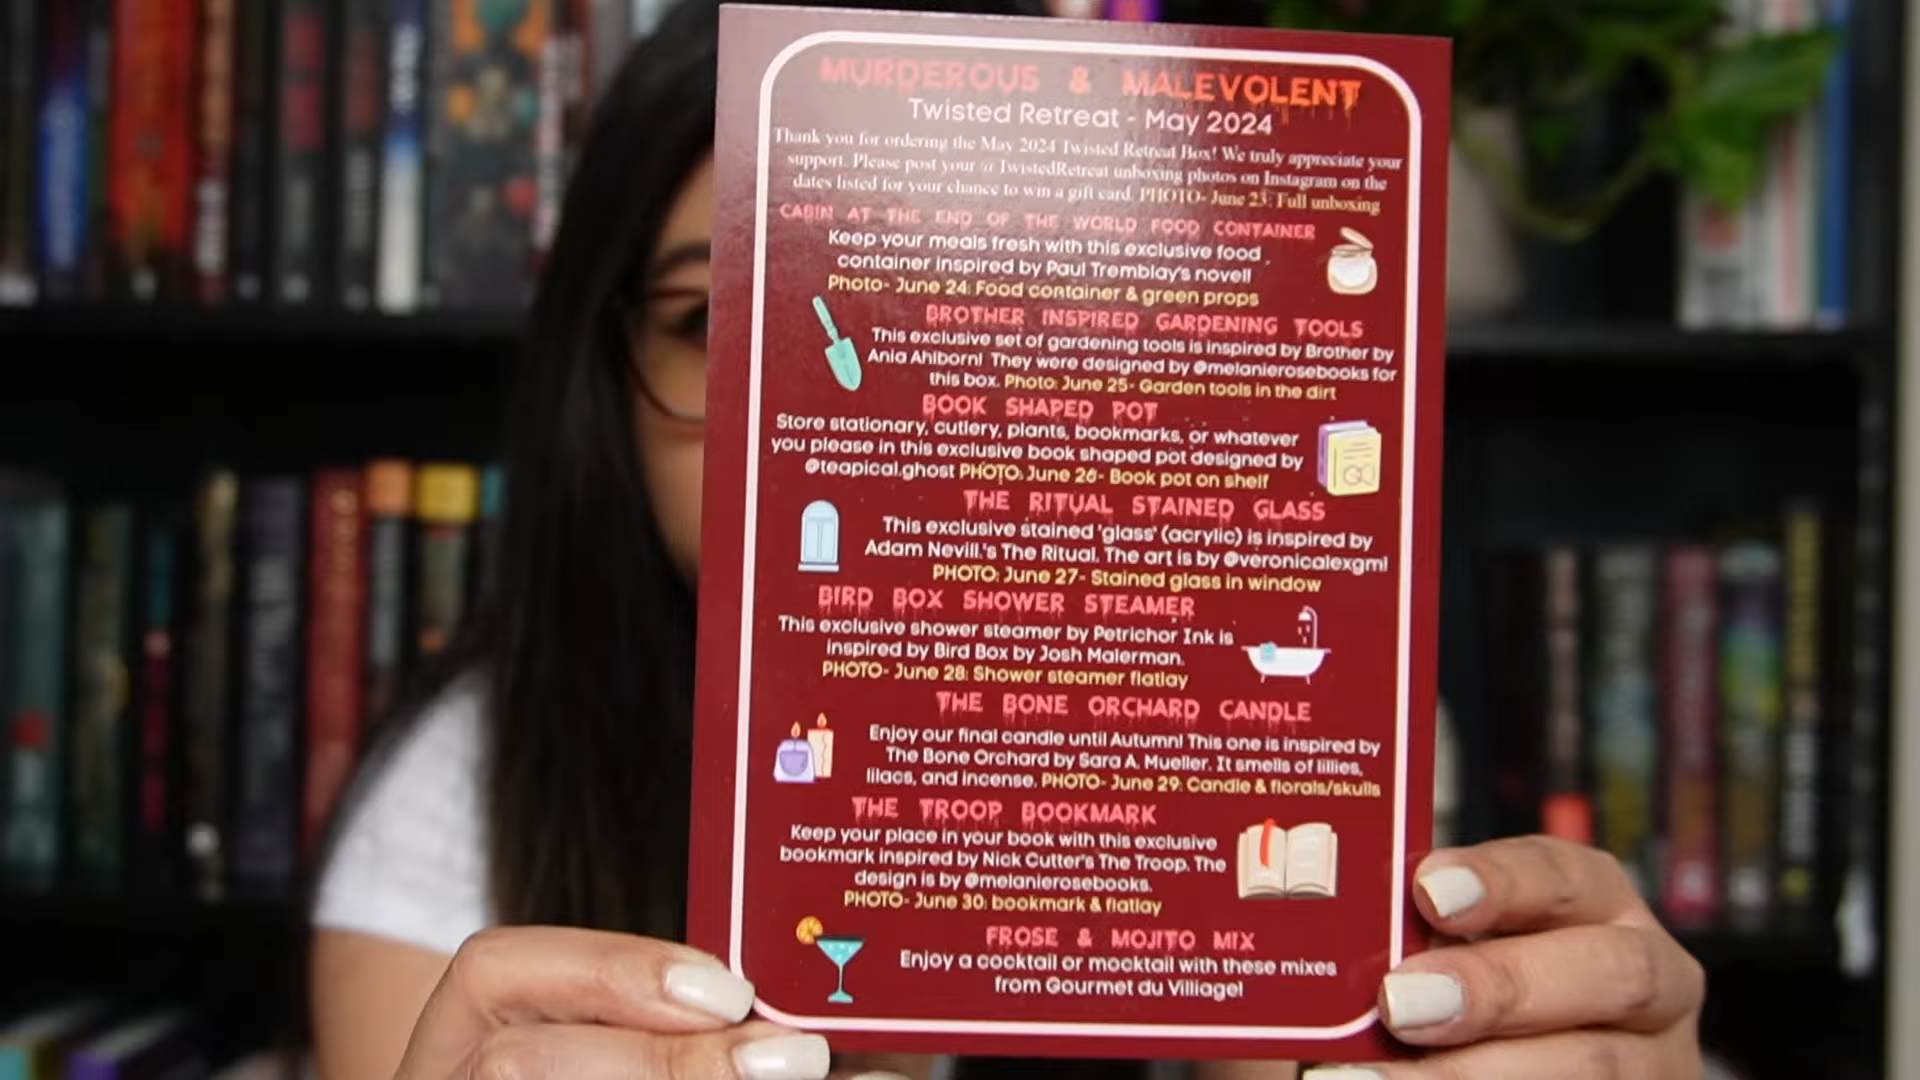 MURDEROUS & MALEVOLENT
Twisted Retreat - May 2024
Thank you for ordering the May 2024 Twisted Retreat Box! We truly appreciate your
support. Please post your @TwistedRetreat unboxing photos on Instagram on the
dates listed for your chance to win a gift card. PHOTO- June 23: Full unboxing
CABIN AT THE END OF THE WORLD FOOD CONTAINER
Keep your meals fresh with this exclusive food
container inspired by Paul Tremblay's novel!
Photo- June 24: Food container & green props
BROTHER INSPIRED GARDENING TOOLS
This exclusive set of gardening tools is inspired by Brother by
Ania Ahlborn! They were designed by @melanierosebooks for
this box. Photo: June 25- Garden tools in the dirt
BOOK SHAPED POT
Store stationary, cutlery, plants, bookmarks, or whatever
you please in this exclusive book shaped pot designed by
@teapical.ghost PHOTO: June 26- Book pot on shelf
THE RITUAL STAINED GLASS
This exclusive stained 'glass' (acrylic) is inspired by
Adam Nevill.'s The Ritual. The art is by @veronicalexgml
PHOTO: June 27- Stained glass in window
BIRD BOX SHOWER STEAMER
This exclusive shower steamer by Petrichor Ink is
inspired by Bird Box by Josh Malerman.
PHOTO- June 28: Shower steamer flatlay
THE BONE ORCHARD CANDLE
Enjoy our final candle until Autumn! This one is inspired by
The Bone Orchard by Sara A. Mueller. It smells of lillies,
lilacs, and incense. PHOTO- June 29: Candle & florals/skulls
THE TROOP BOOKMARK
Keep your place in your book with this exclusive
bookmark inspired by Nick Cutter's The Troop. The
design is by @melanierosebooks.
PHOTO- June 30: bookmark & flatlay
FROSE & MOJITO MIX
Enjoy a cocktail or mocktail with these mixes
from Gourmet du Village!